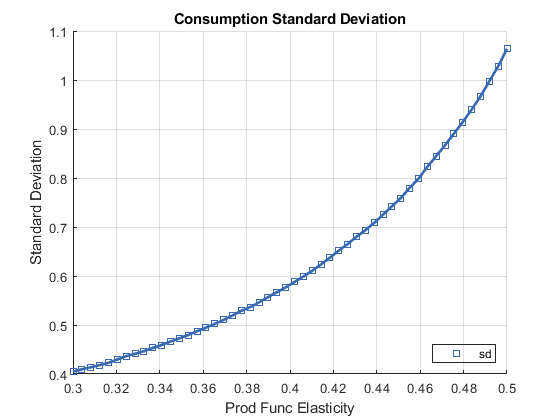 Consumption Standard Deviation
1.1
1
0.9
0.8
0.7
0.6
0.5
0.4
Standard Deviation
sd
0.3 0.32 0.34 0.36 0.38 0.4 0.42 0.44 0.46 0.48 0.5
Prod Func Elasticity